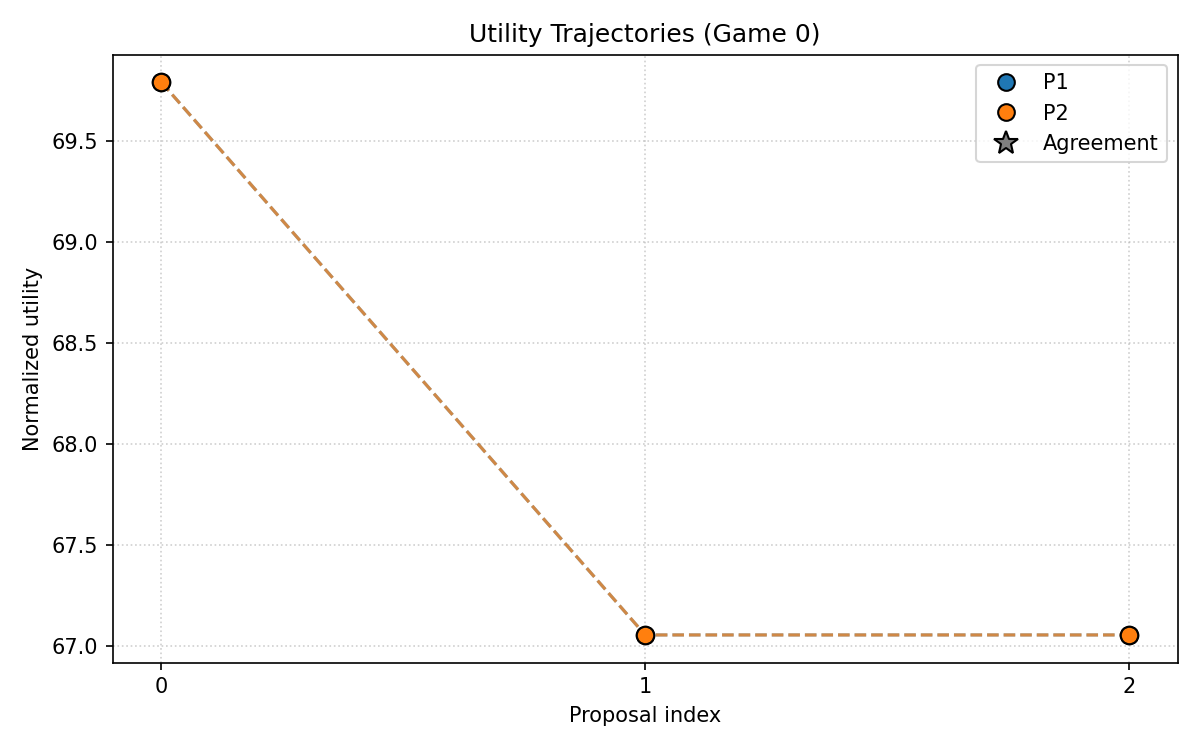 Utility Trajectories (Game 0)
P1
P2
Agreement
Normalized utility
69.5
69.0
68.5
68.0
67.5
67.0
0
1
2
Proposal index